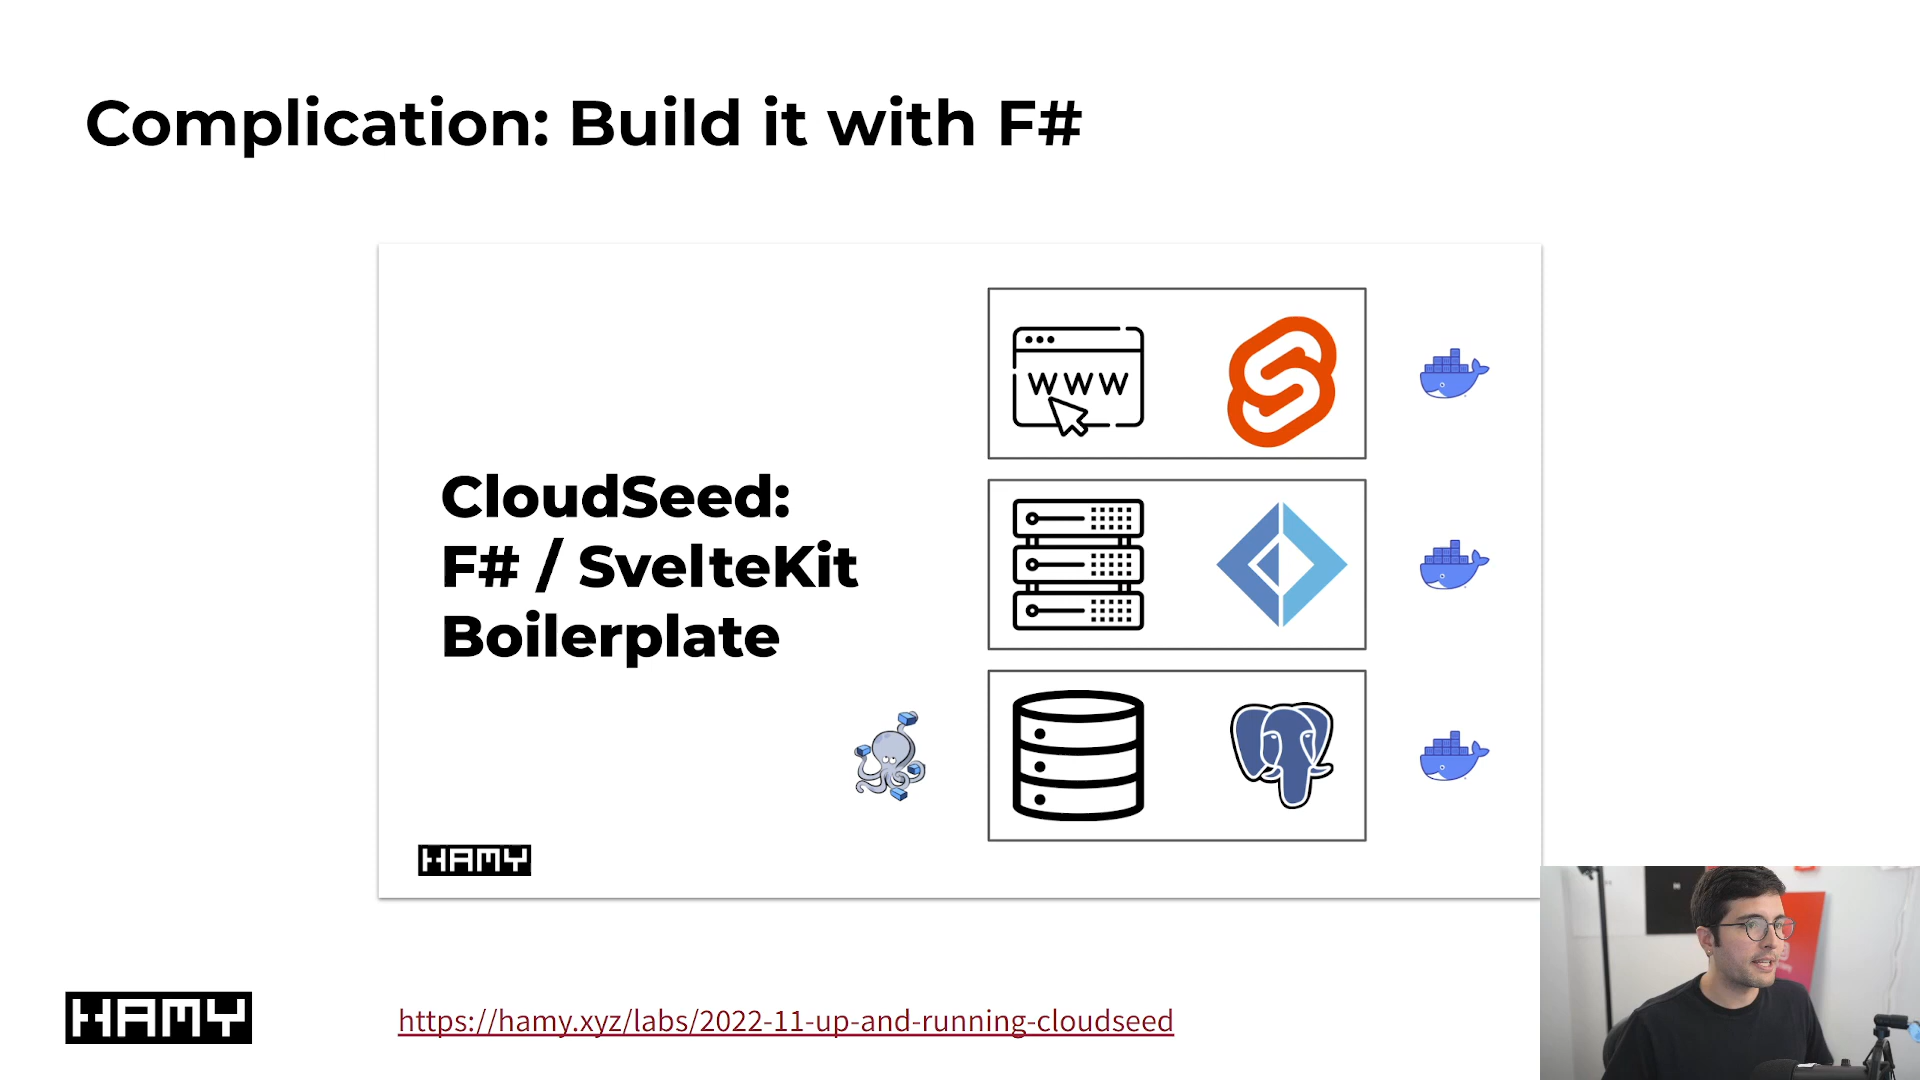 Complication: Build it with F#
WWW
CloudSeed:
F# / SvelteKit
Boilerplate
HAMY
HAMY
https://hamy.xyz/labs/2022-11-up-and-running-cloudseed